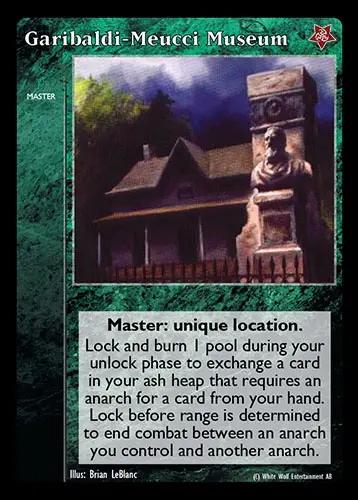 Garibaldi-Meucci Museum
MASTER
Master: unique location.
Lock and burn 1 pool during your
unlock phase to exchange a card
in your ash heap that requires an
anarch for a card from your hand.
Lock before range is determined
to end combat between an anarch
you control and another anarch.
Illus: Brian LeBlanc
(C) White Wolf Entertainment AB